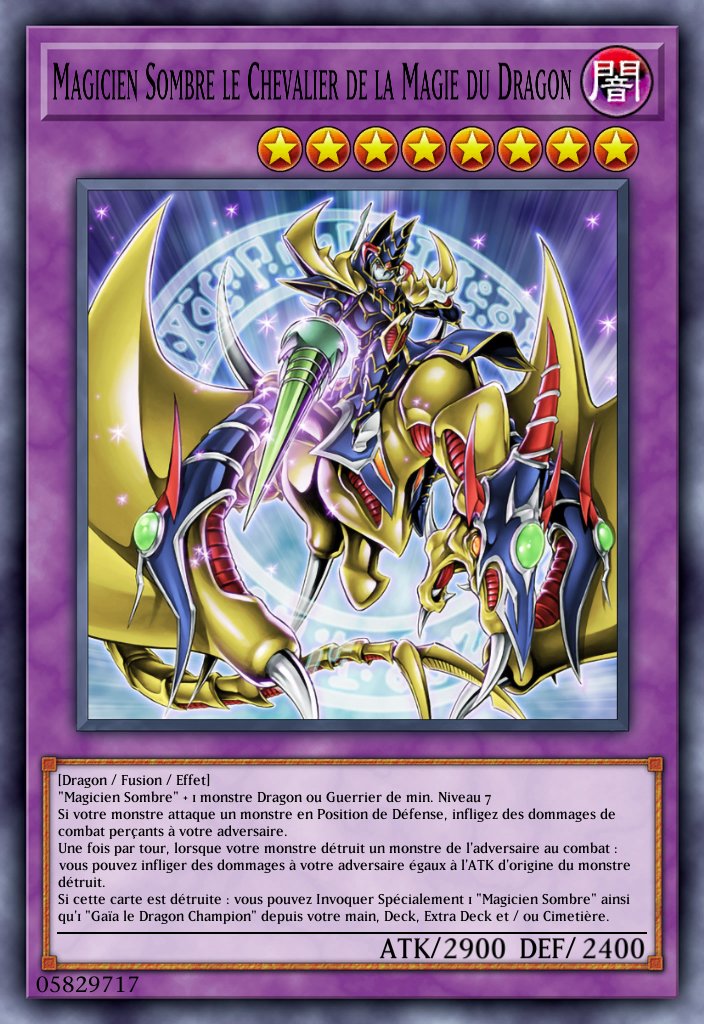 Magicien Sombre le Chevalier de la Magie du Dragon
闇
[Dragon / Fusion / Effet]
"Magicien Sombre" + 1 monstre Dragon ou Guerrier de min. Niveau 7
Si votre monstre attaque un monstre en Position de Défense, infligez des dommages de
combat perçants à votre adversaire.
Une fois par tour, lorsque votre monstre détruit un monstre de l'adversaire au combat :
vous pouvez infliger des dommages à votre adversaire égaux à l'ATK d'origine du monstre
détruit.
Si cette carte est détruite : vous pouvez Invoquer Spécialement 1 "Magicien Sombre" ainsi
qu'1 "Gaïa le Dragon Champion" depuis votre main, Deck, Extra Deck et / ou Cimetière.
ATK/2900 DEF/ 2400
05829717